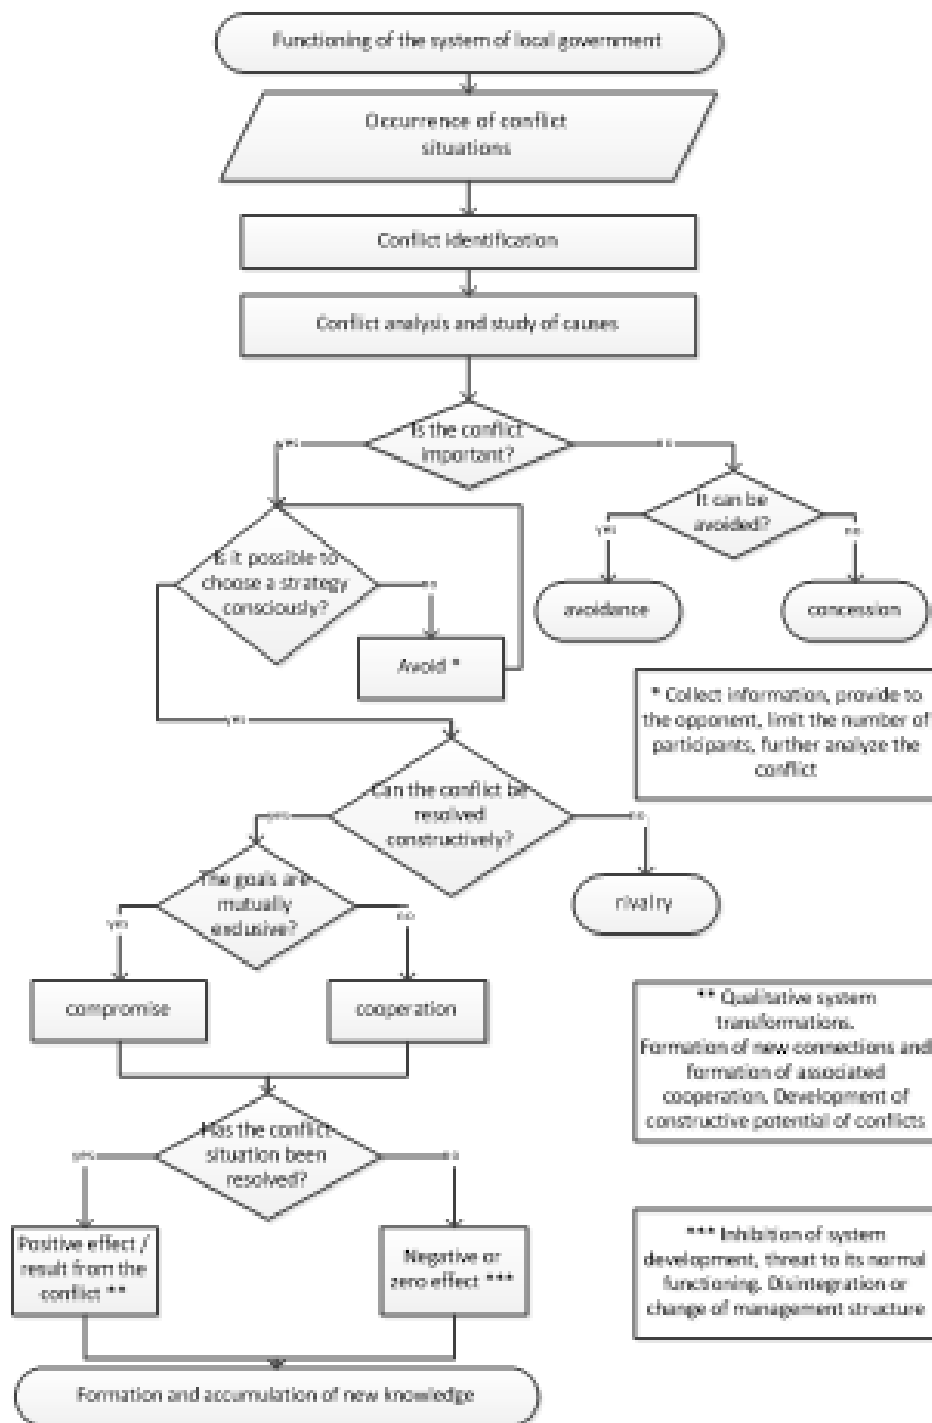 Functioning of the system of local government
Occurrence of conflict
situations
Conflict identification
Conflict analysis and study of causes
Is the conflict
important?
yes
no
It can be
avoided?
yes
no
Is it possible to
choose a strategy
consciously?
no
avoidance
concession
Avoid *
* Collect information, provide to
the opponent, limit the number of
participants, further analyze the
conflict
yes
Can the conflict be
resolved
constructively?
yes
no
The goals are
mutually
exclusive?
yes
no
rivalry
compromise
cooperation
** Qualitative system
transformations.
Formation of new connections and
formation of associated
cooperation. Development of
constructive potential of conflicts
Has the conflict
situation been
resolved?
yes
no
Positive effect /
result from the
conflict **
Negative or
zero effect ***
*** Inhibition of system
development, threat to its normal
functioning. Disintegration or
change of management structure
Formation and accumulation of new knowledge